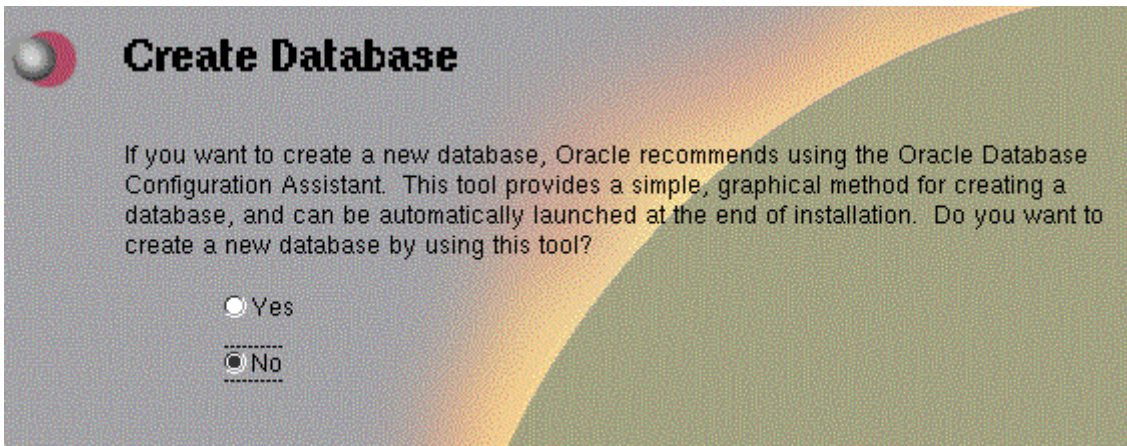 Create Database
If you want to create a new database, Oracle recommends using the Oracle Database
Configuration Assistant.  This tool provides a simple, graphical method for creating a
database, and can be automatically launched at the end of installation.  Do you want to
create a new database by using this tool?
Yes
No